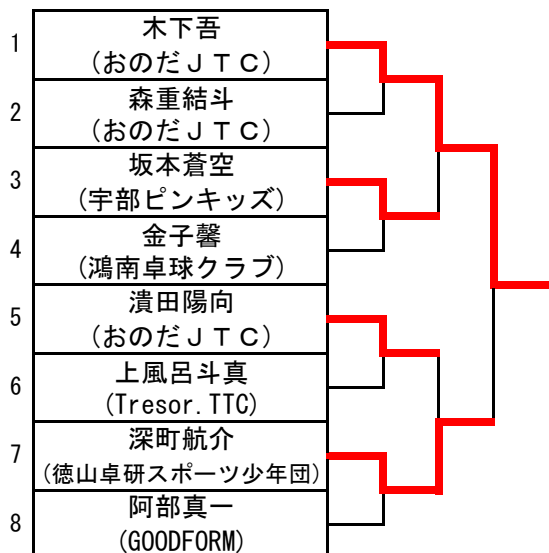 1
木下吾
(おのだＪＴＣ)
2
森重結斗
(おのだＪＴＣ)
3
坂本蒼空
(宇部ピンキッズ)
4
金子馨
(鴻南卓球クラブ)
5
潰田陽向
(おのだＪＴＣ)
6
上風呂斗真
(Tresor.TTC)
7
深町航介
(徳山卓研スポーツ少年団)
8
阿部真一
(GOODFORM)